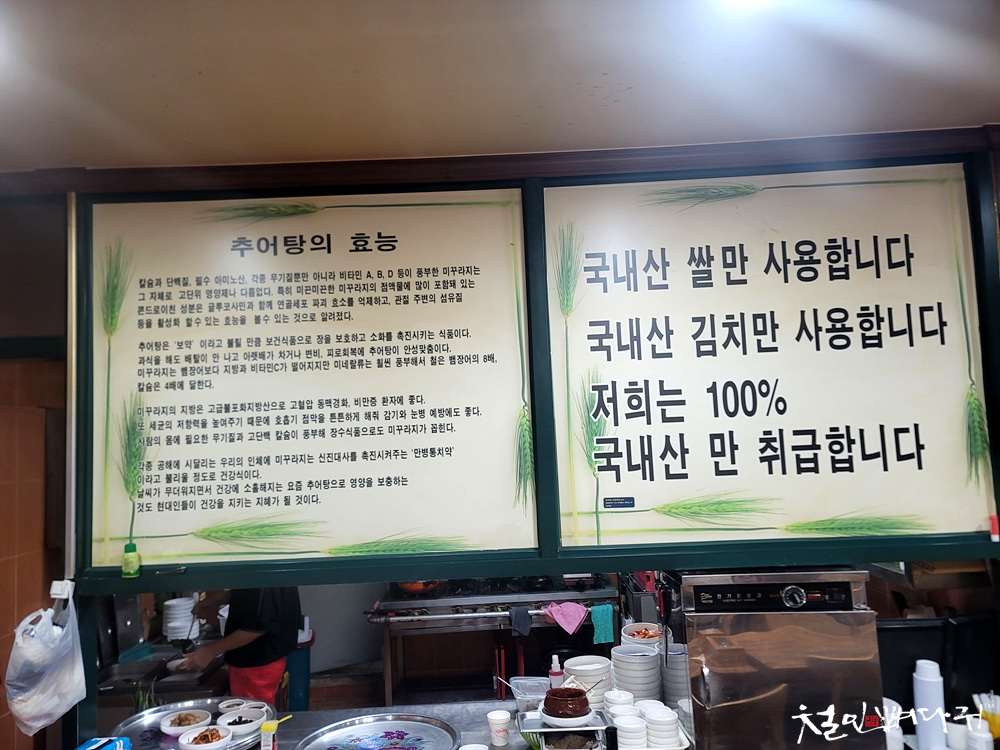 추어탕의 효능
칼슘과 단백질, 필수 아미노산, 각종 무기질뿐만 아니라 비타민 A, B, D 등이 풍부한 미꾸라지는
그 자체로 고단위 영양제나 다름없다. 특히 미끈미끈한 미꾸라지의 점액물에 많이 포함돼 있는
콘드로이친 성분은 글루코사민과 함께 연골세포 파괴 효소를 억제하고, 관절 주변의 섬유질
등을 활성화 할수 있는 효능을 볼수 있는 것으로 알려졌다.
추어탕은 '보약' 이라고 불릴 만큼 보건식품으로 장을 보호하고 소화를 촉진시키는 식품이다.
과식을 해도 배탈이 안 나고 아랫배가 차거나 변비, 피로회복에 추어탕이 안성맞춤이다.
미꾸라지는 뱀장어보다 지방과 비타민C가 떨어지지만 미네랄류는 훨씬 풍부해서 철은 뱀장어의 8배,
칼슘은 4배에 달한다.
미꾸라지의 지방은 고급불포화지방산으로 고혈압 동맥경화, 비만증 환자에 좋다.
또 세균의 저항력을 높여주기 때문에 호흡기 점막을 튼튼하게 해줘 감기와 눈병 예방에도 좋다.
사람의 몸에 필요한 무기질과 고단백 칼슘이 풍부해 장수식품으로도 미꾸라지가 꼽힌다.
각종 공해에 시달리는 우리의 인체에 미꾸라지는 신진대사를 촉진시켜주는 '만병통치약'
이라고 불리울 정도로 건강식이다.
날씨가 무더워지면서 건강에 소홀해지는 요즘 추어탕으로 영양을 보충하는
것도 현대인들이 건강을 지키는 지혜가 될 것이다.
국내산 쌀만 사용합니다
국내산 김치만 사용합니다
저희는 100%
국내산 만 취급합니다
철인뼈다귀